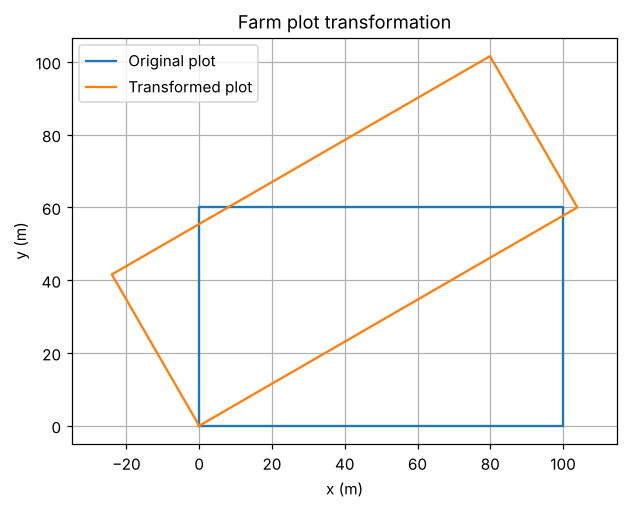 Farm plot transformation
Original plot
Transformed plot
100
80
60
40
20
0
y (m)
−20 0 20 40 60 80 100
x (m)